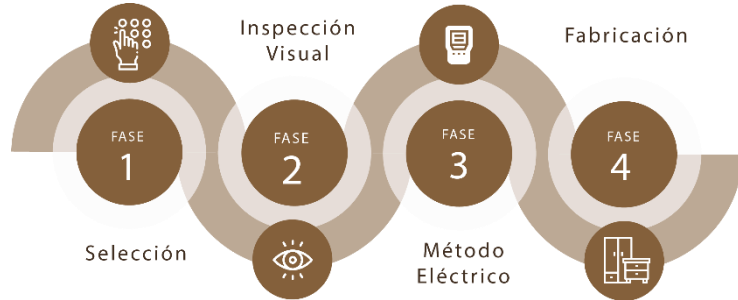 FASE
1
Selección
Inspección
Visual
FASE
2
FASE
3
Método
Eléctrico
Fabricación
FASE
4